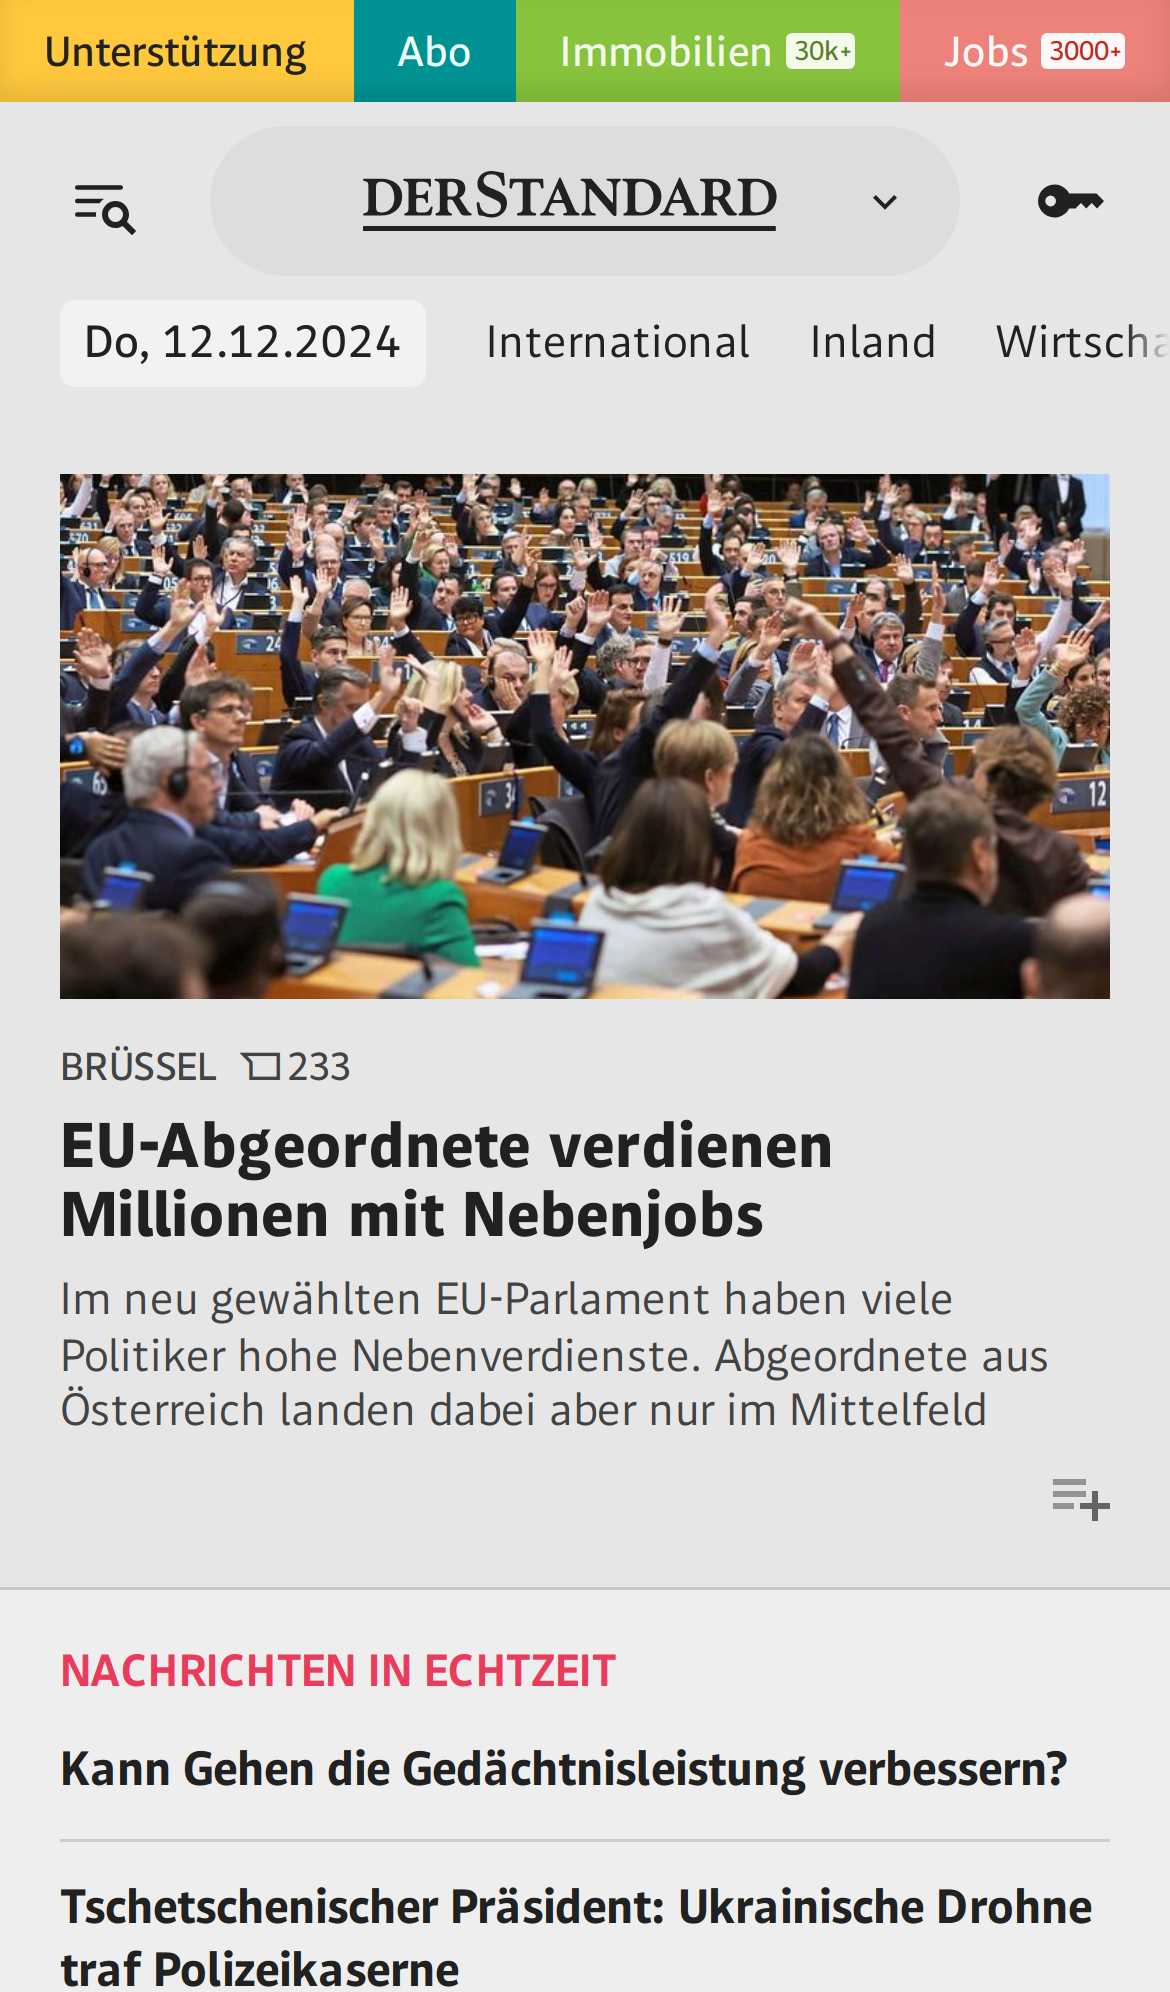 Unterstützung
Abo
Immobilien 30k+
Jobs 3000+
DERSTANDARD
Do, 12.12.2024
International
Inland
Wirtscha
BRÜSSEL 233
EU-Abgeordnete verdienen
Millionen mit Nebenjobs
Im neu gewählten EU-Parlament haben viele
Politiker hohe Nebenverdienste. Abgeordnete aus
Österreich landen dabei aber nur im Mittelfeld
NACHRICHTEN IN ECHTZEIT
Kann Gehen die Gedächtnisleistung verbessern?
Tschetschenischer Präsident: Ukrainische Drohne
traf Polizeikaserne